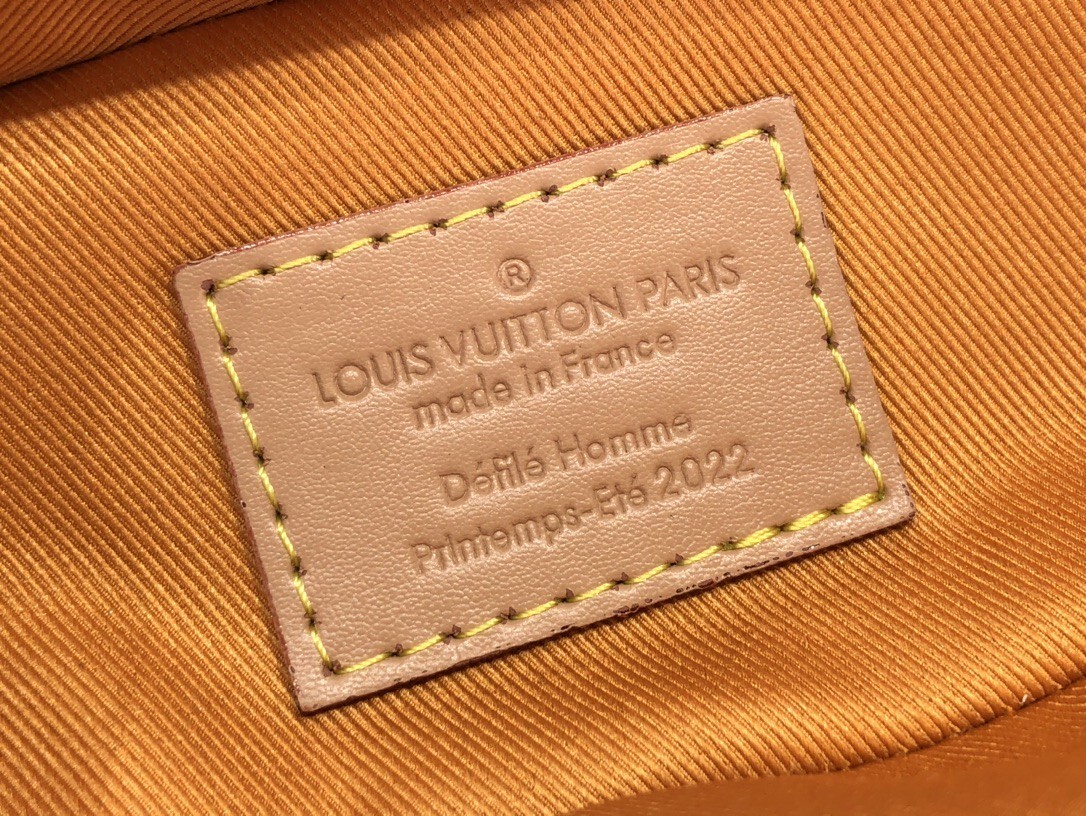 ®
LOUIS VUITTON PARIS
made in France
Défilé Homme
Printemps-Eté 2022